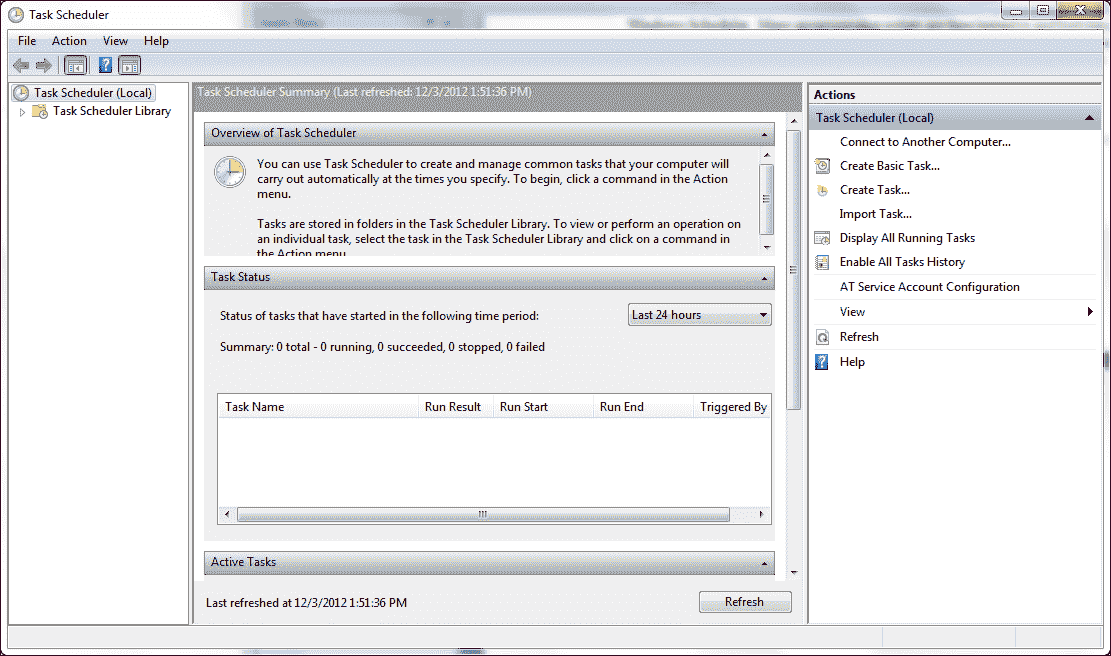 Task Scheduler
File Action View Help
Task Scheduler (Local)
Task Scheduler Library
Task Scheduler Summary (Last refreshed: 12/3/2012 1:51:36 PM)
Overview of Task Scheduler
You can use Task Scheduler to create and manage common tasks that your computer will
carry out automatically at the times you specify. To begin, click a command in the Action
menu.
Tasks are stored in folders in the Task Scheduler Library. To view or perform an operation on
an individual task, select the task in the Task Scheduler Library and click on a command in
the Action menu
Task Status
Status of tasks that have started in the following time period:
Last 24 hours
Summary: 0 total - 0 running, 0 succeeded, 0 stopped, 0 failed
Task Name Run Result Run Start Run End Triggered By
Active Tasks
Last refreshed at 12/3/2012 1:51:36 PM
Refresh
Actions
Task Scheduler (Local)
Connect to Another Computer...
Create Basic Task...
Create Task...
Import Task...
Display All Running Tasks
Enable All Tasks History
AT Service Account Configuration
View
Refresh
Help